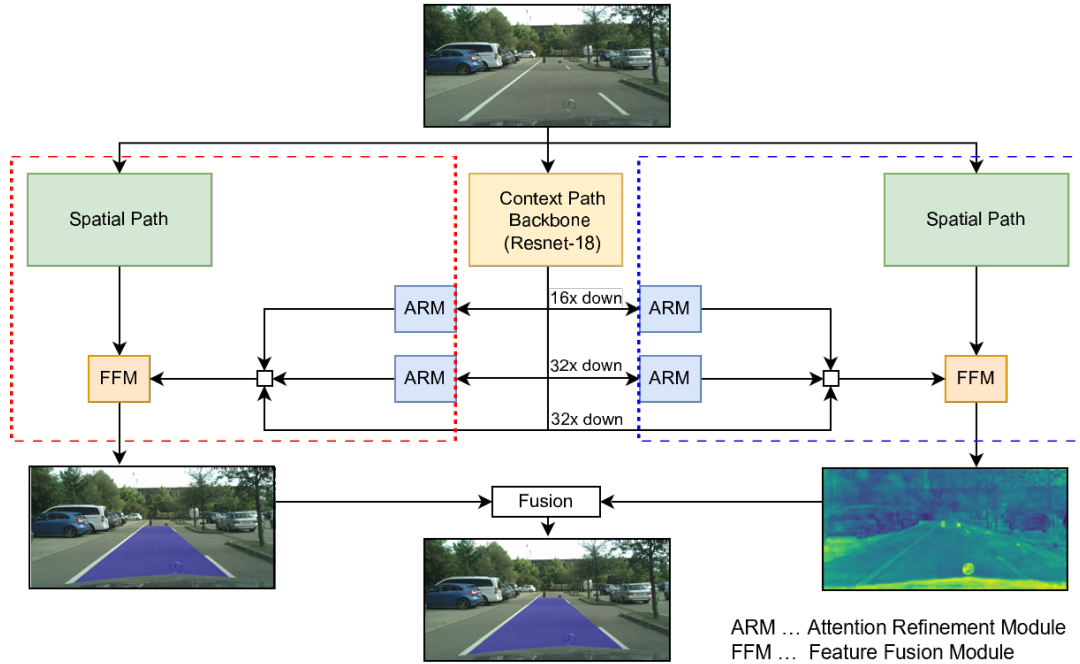 Spatial Path
Context Path
Backbone
(Resnet-18)
Spatial Path
ARM
16x down
ARM
FFM
ARM
32x down
ARM
FFM
32x down
Fusion
ARM ... Attention Refinement Module
FFM ... Feature Fusion Module